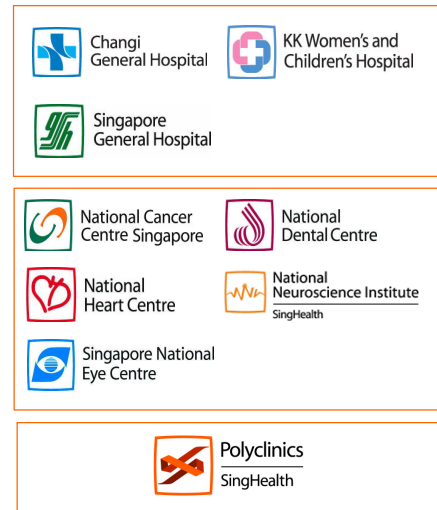 Changi
General Hospital
KK Women's and
Children's Hospital
Singapore
General Hospital
National Cancer
Centre Singapore
National
Dental Centre
National
Heart Centre
National
Neuroscience Institute
SingHealth
Singapore National
Eye Centre
Polyclinics
SingHealth